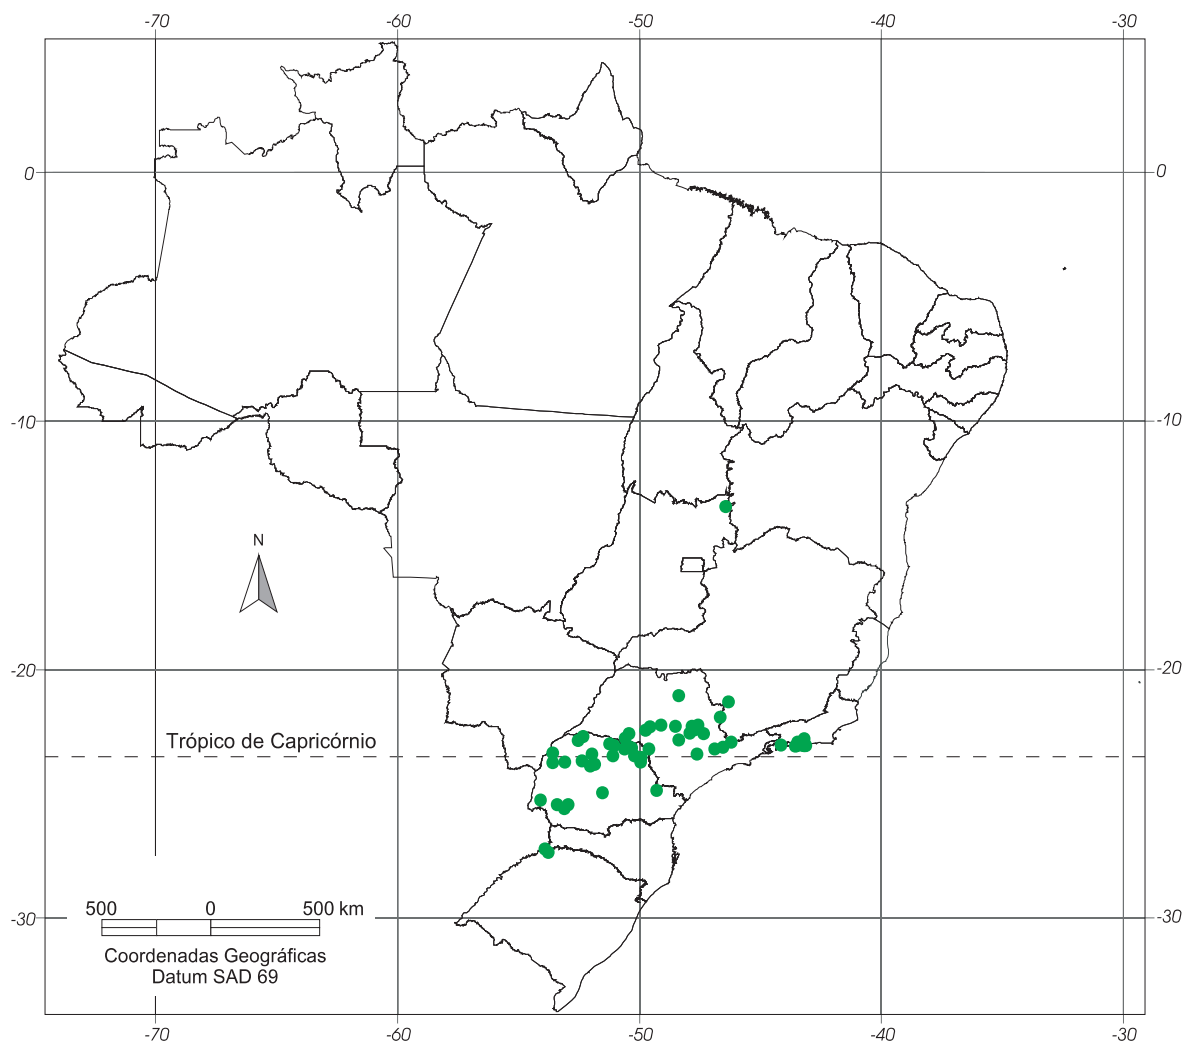 -70 -60 -50 -40 -30
0 0
-10 -10
N
-20 -20
Trópico de Capricórnio
500 0 500 km
-30 -30
Coordenadas Geográficas
Datum SAD 69
-70 -60 -50 -40 -30